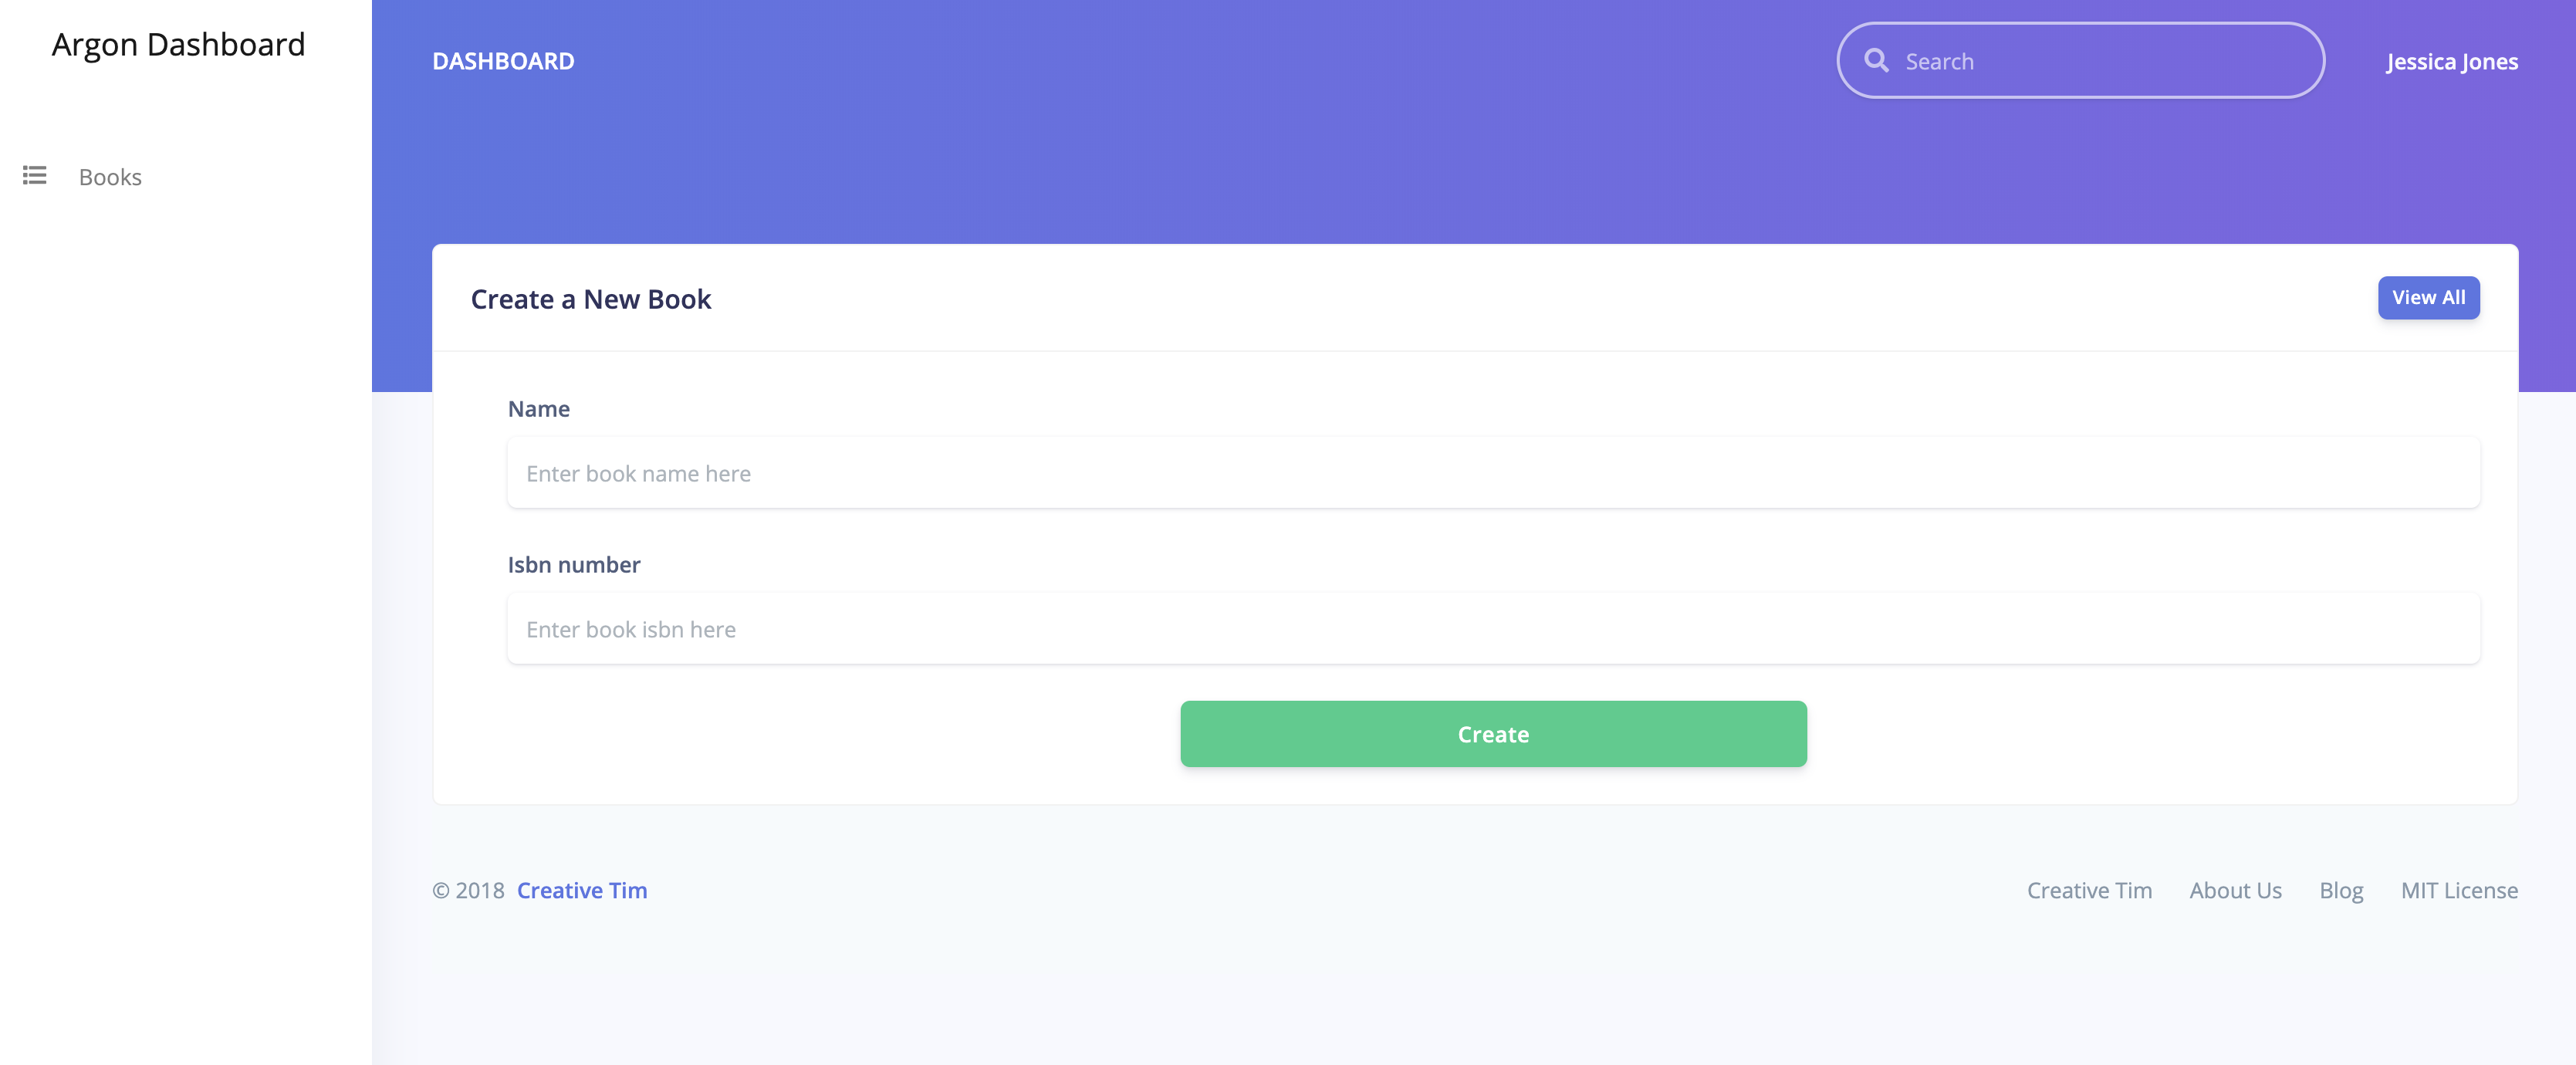 Argon Dashboard
DASHBOARD
Search
Jessica Jones
Books
Create a New Book
View All
Name
Enter book name here
Isbn number
Enter book isbn here
Create
© 2018 Creative Tim
Creative Tim About Us Blog MIT License